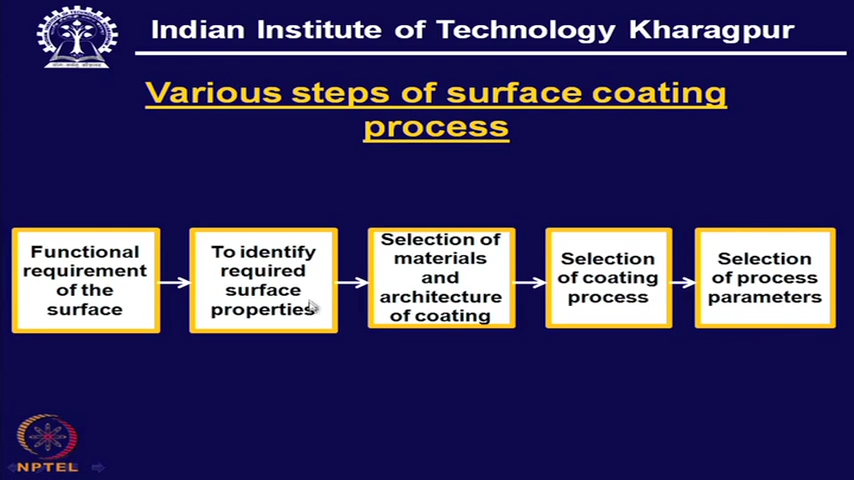 Indian Institute of Technology Kharagpur
Various steps of surface coating
process
Functional
requirement
of the
surface
To identify
required
surface
properties
Selection of
materials
and
architecture
of coating
Selection
of coating
process
Selection
of process
parameters
NPTEL